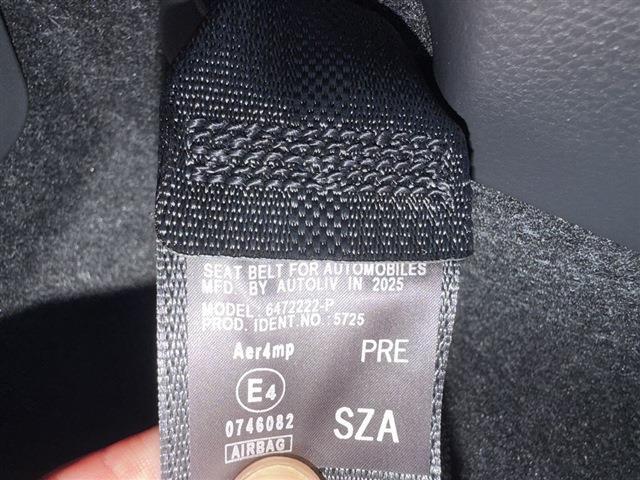 SEAT BELT FOR AUTOMOBILES
MFD. BY AUTOLIV IN 2025
MODEL: 6472222-P
PROD. IDENT.NO.:5725
Aer4mp PRE
E4
0746082 SZA
AIRBAG